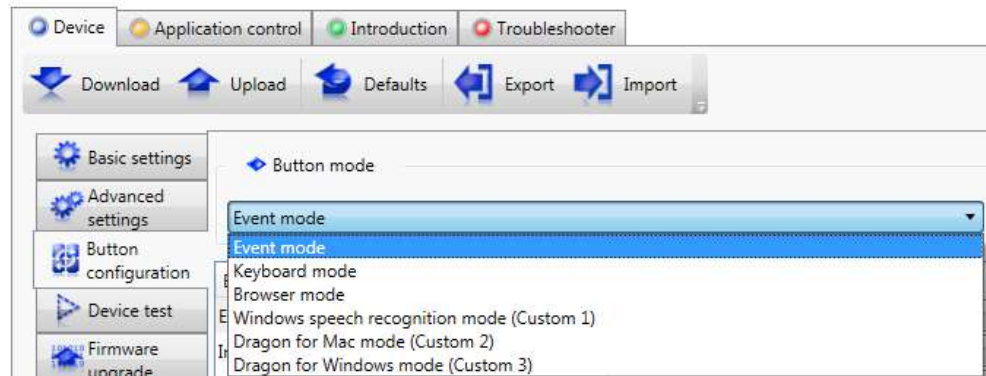 Device Application control Introduction Troubleshooter
Download Upload Defaults Export Import
Basic settings
Advanced
settings
Button
configuration
Device test
Firmware
upgrade
Button mode
Event mode
Event mode
Keyboard mode
Browser mode
Windows speech recognition mode (Custom 1)
Dragon for Mac mode (Custom 2)
Dragon for Windows mode (Custom 3)